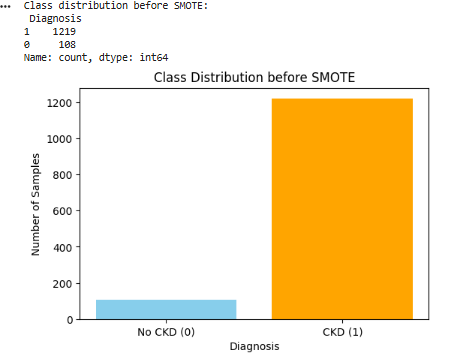 Class distribution before SMOTE:
Diagnosis
1    1219
0     108
Name: count, dtype: int64
Class Distribution before SMOTE
1200
1000
800
600
400
200
0
Number of Samples
No CKD (0) CKD (1)
Diagnosis